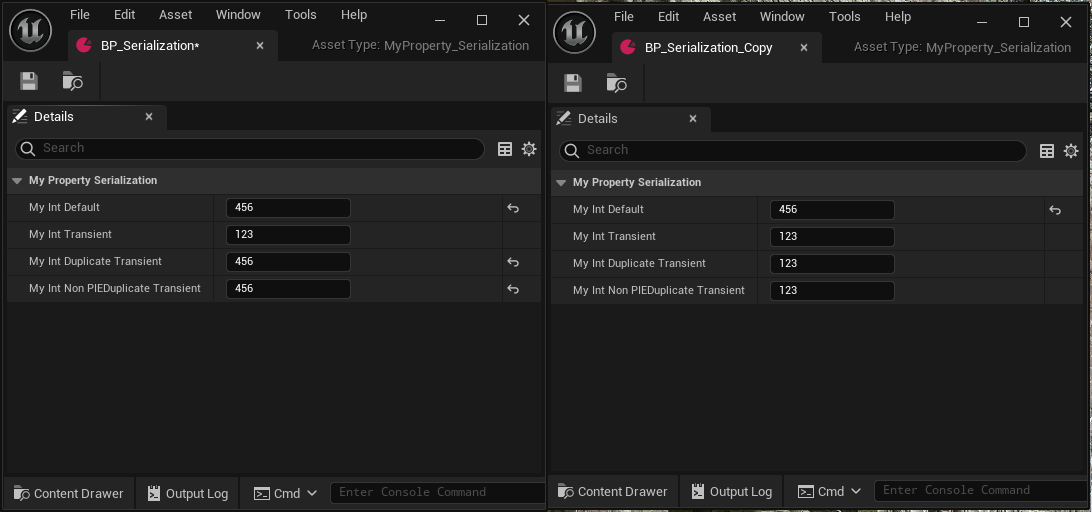 File Edit Asset Window Tools Help
BP_Serialization*
Asset Type: MyProperty_Serialization
Details
Search
My Property Serialization
My Int Default 456
My Int Transient 123
My Int Duplicate Transient 456
My Int Non PIEDuplicate Transient 456
Content Drawer Output Log Cmd Enter Console Command
File Edit Asset Window Tools Help
BP_Serialization_Copy
Asset Type: MyProperty_Serialization
Details
Search
My Property Serialization
My Int Default 456
My Int Transient 123
My Int Duplicate Transient 123
My Int Non PIEDuplicate Transient 123
Content Drawer Output Log Cmd Enter Console Command